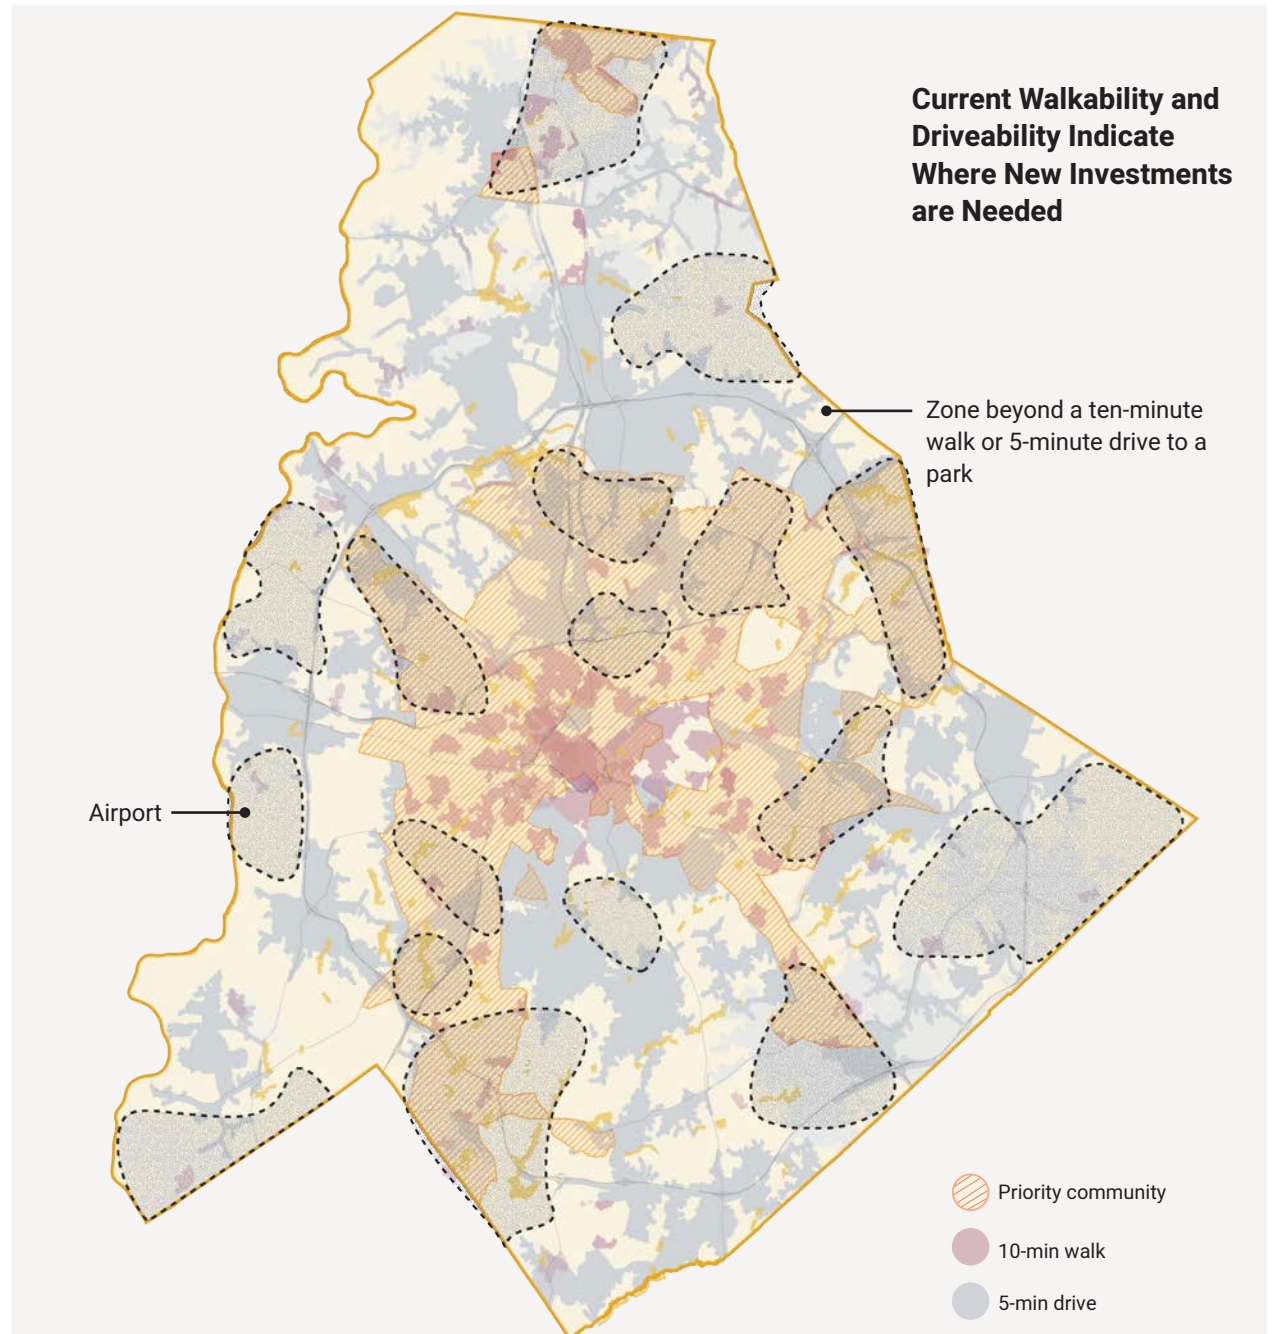 Current Walkability and
Driveability Indicate
Where New Investments
are Needed
Zone beyond a ten-minute
walk or 5-minute drive to a
park
Airport
Priority community
10-min walk
5-min drive